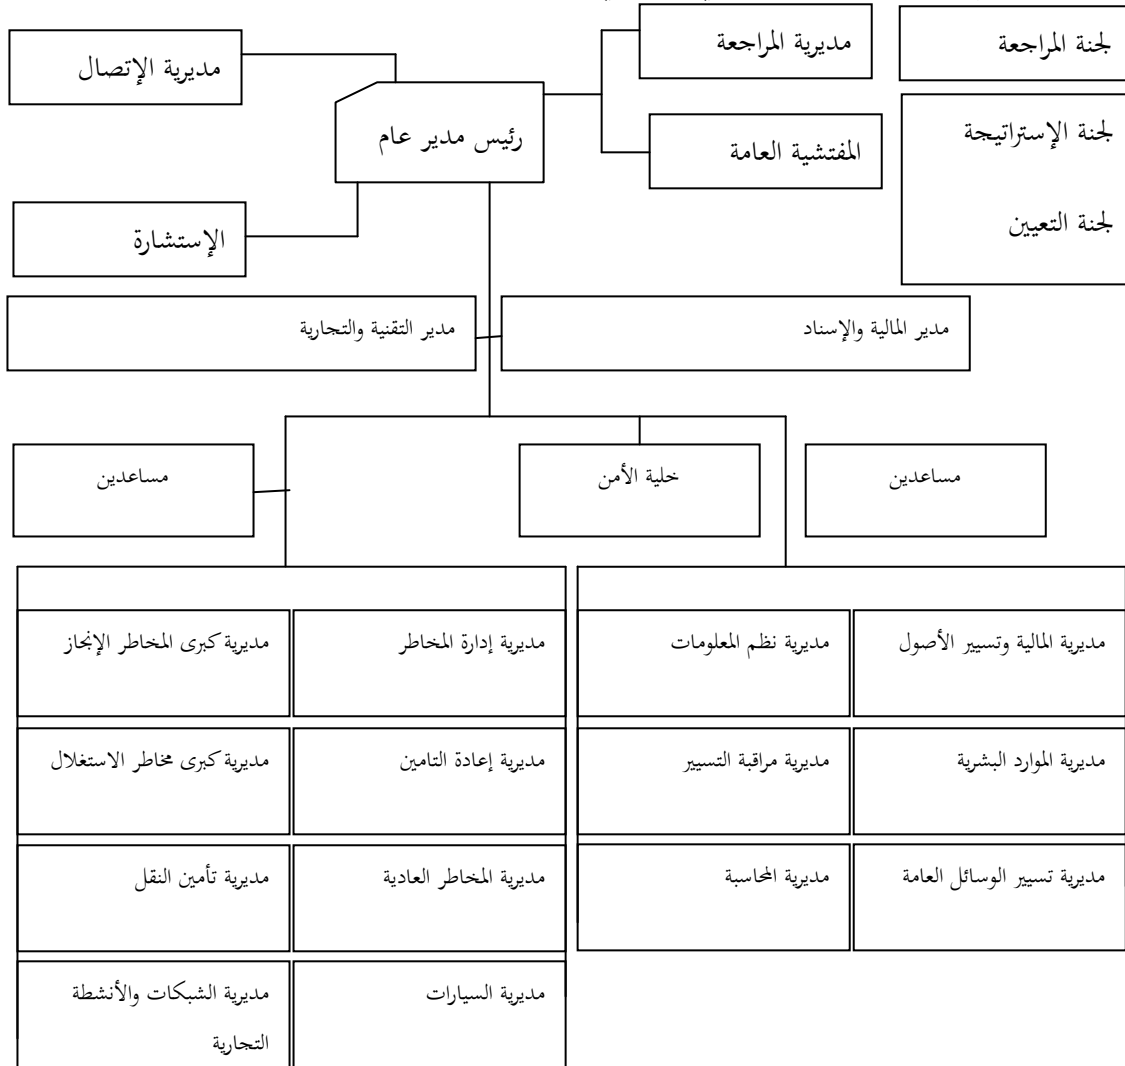 لجنة المراجعة
مديرية المراجعة
مديرية الإتصال
لجنة الإستراتيجة
رئيس مدير عام
المفتشية العامة
لجنة التعيين
الإستشارة
مدير المالية والإسناد
مدير التقنية والتجارية
مساعدين
خلية الأمن
مساعدين
مديرية المالية وتسيير الأصول
مديرية نظم المعلومات
مديرية إدارة المخاطر
مديرية كبرى المخاطر الإنجاز
مديرية الموارد البشرية
مديرية مراقبة التسيير
مديرية إعادة التامين
مديرية كبرى مخاطر الاستغلال
مديرية تسيير الوسائل العامة
مديرية المحاسبة
مديرية المخاطر العادية
مديرية تأمين النقل
مديرية السيارات
مديرية الشبكات والأنشطة
التجارية